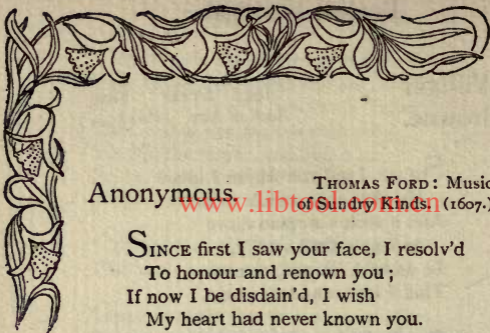 Anonymous.
THOMAS FORD: Music
of Sundry Kinds. (1607.)
www.libtool.com.cn
SINCE first I saw your face, I resolv'd
To honour and renown you;
If now I be disdain'd, I wish
My heart had never known you.